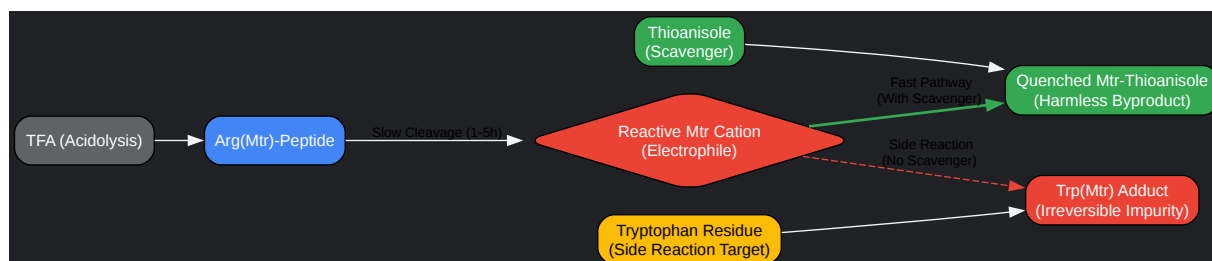 Thioanisole
(Scavenger)
Fast Pathway
(With Scavenger)
Quenched Mtr-Thioanisole
(Harmless Byproduct)
TFA (Acidolysis)
Arg(Mtr)-Peptide
Slow Cleavage (1-5h)
Reactive Mtr Cation
(Electrophile)
Side Reaction
(No Scavenger)
Trp(Mtr) Adduct
(Irreversible Impurity)
Tryptophan Residue
(Side Reaction Target)